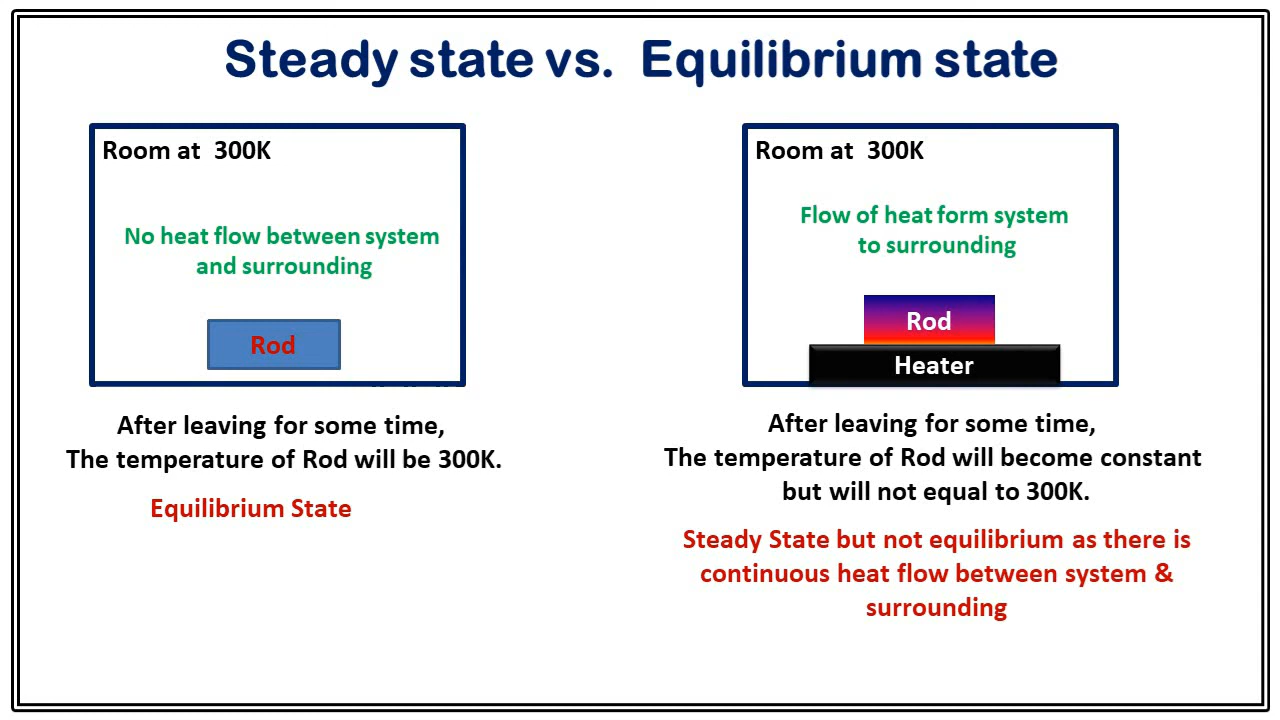 Steady state vs. Equilibrium state
Room at 300K
No heat flow between system
and surrounding
Rod
After leaving for some time,
The temperature of Rod will be 300K.
Equilibrium State
Room at 300K
Flow of heat form system
to surrounding
Rod
Heater
After leaving for some time,
The temperature of Rod will become constant
but will not equal to 300K.
Steady State but not equilibrium as there is
continuous heat flow between system &
surrounding